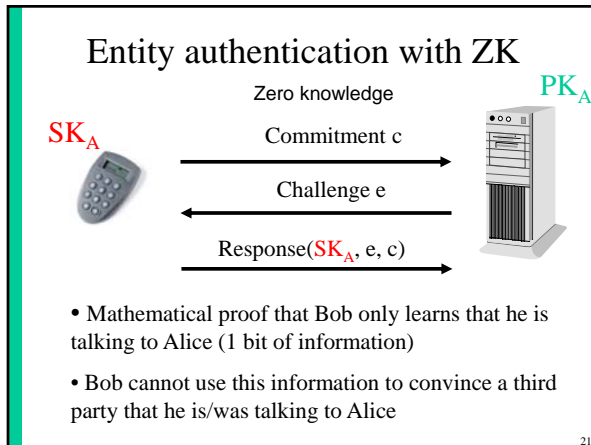 Entity authentication with ZK
Zero knowledge
PKA
SKA
Commitment c
Challenge e
Response(SKA, e, c)
• Mathematical proof that Bob only learns that he is
talking to Alice (1 bit of information)
• Bob cannot use this information to convince a third
party that he is/was talking to Alice
21